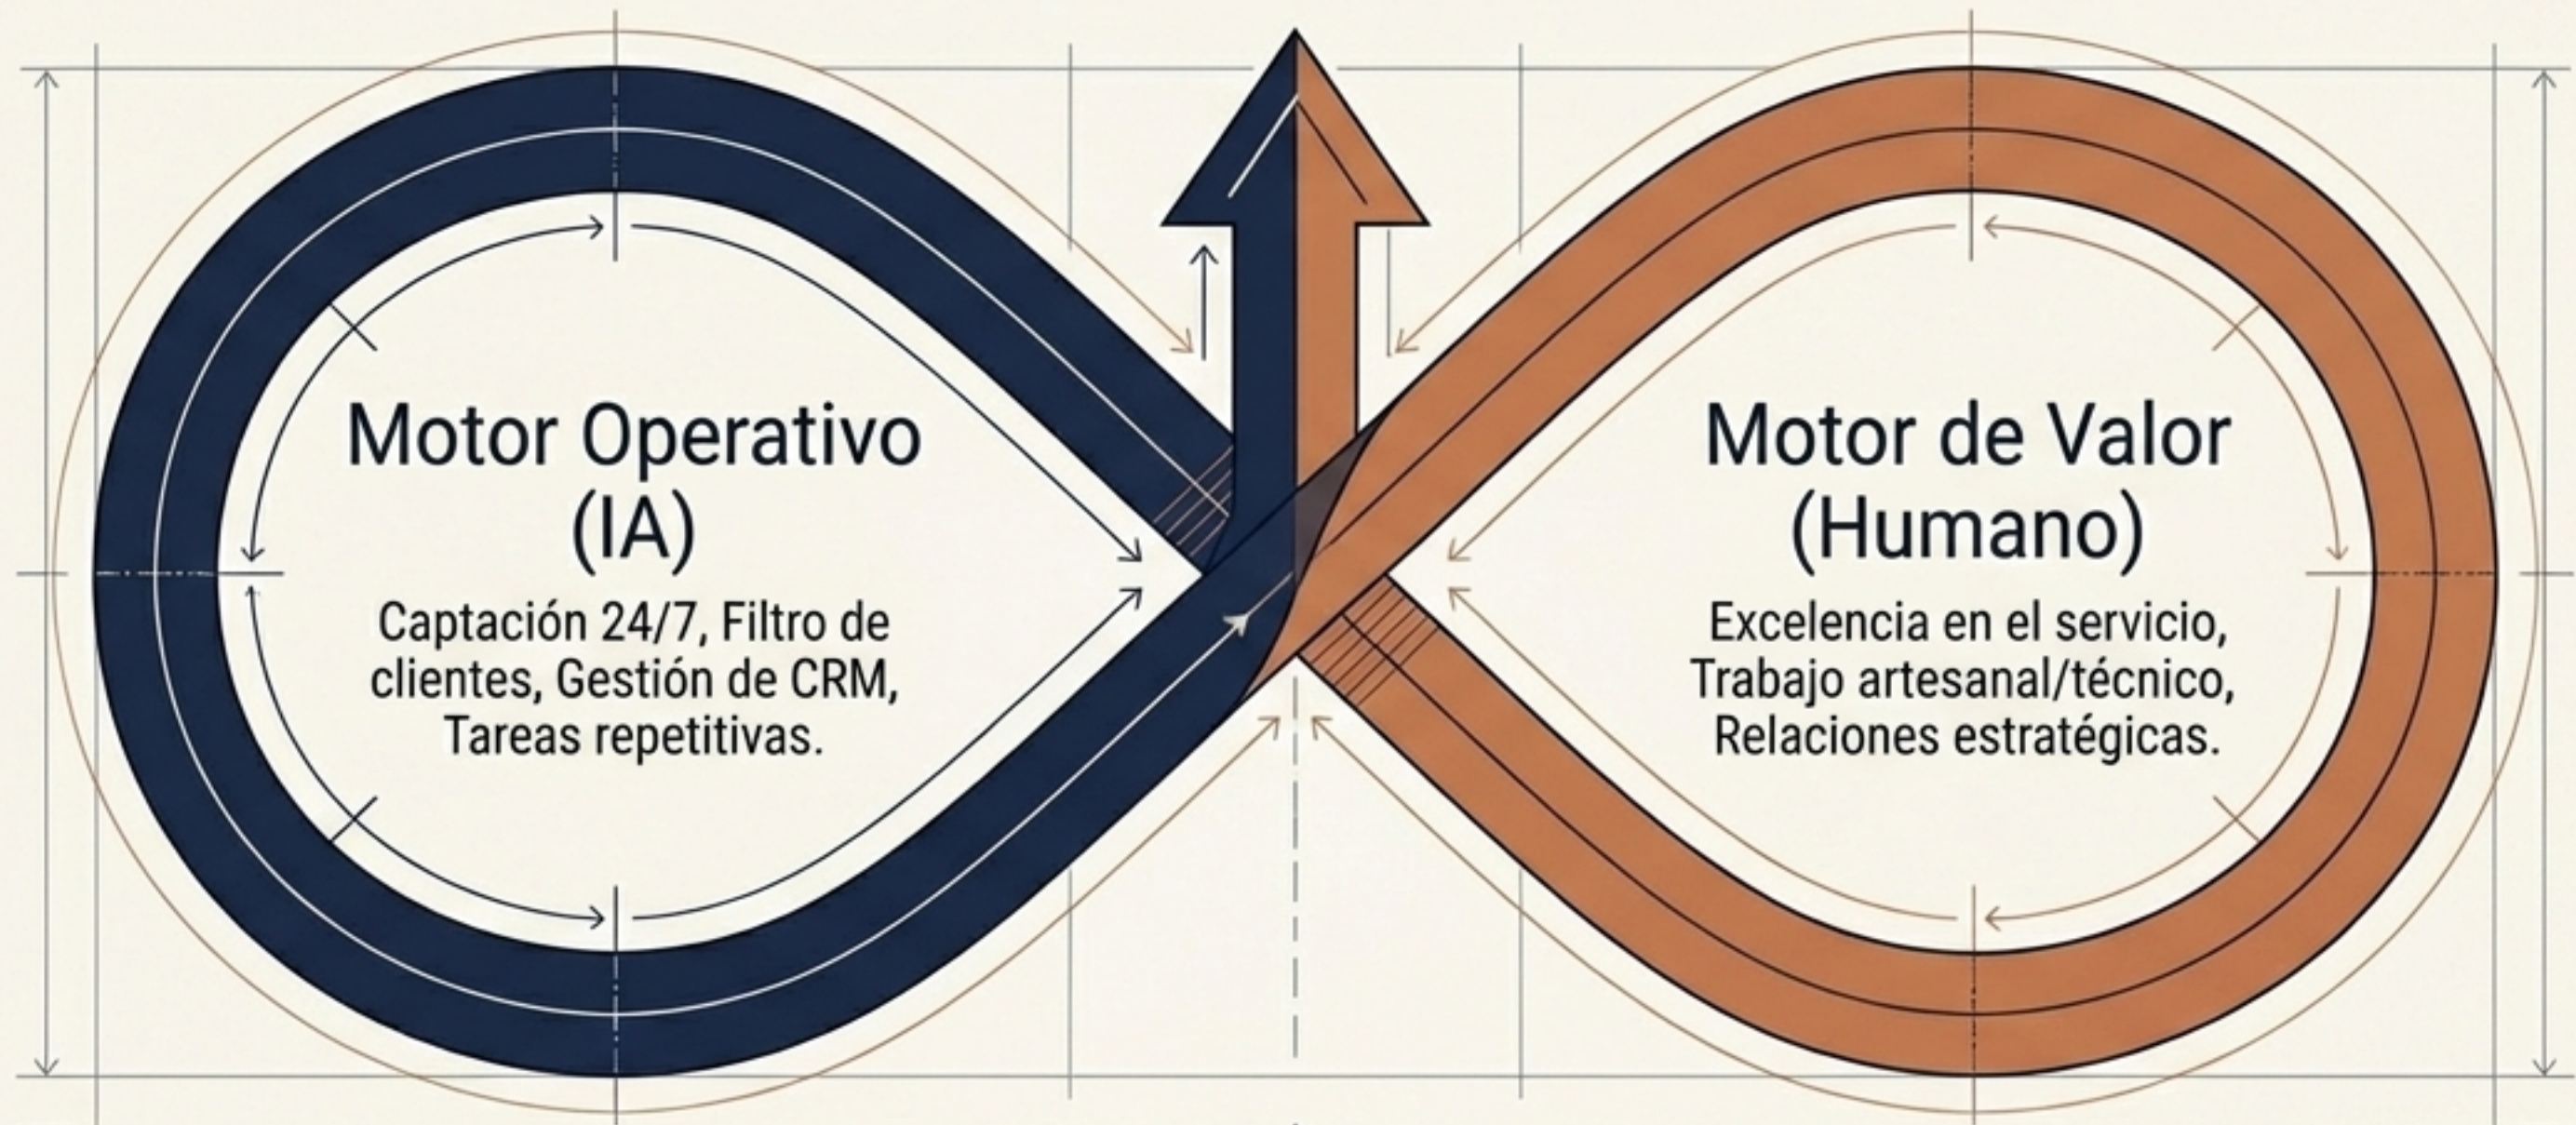 Motor Operativo
(IA)
Captación 24/7, Filtro de
clientes, Gestión de CRM,
Tareas repetitivas.
Motor de Valor
(Humano)
Excelencia en el servicio,
Trabajo artesanal/técnico,
Relaciones estratégicas.